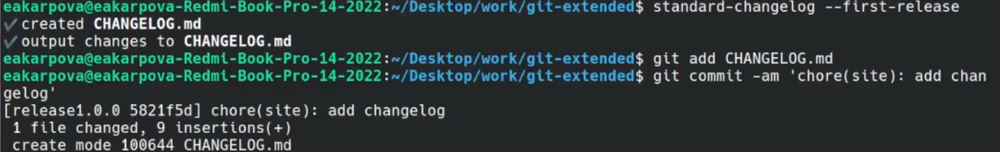 eakarpova@eakarpova-Redmi-Book-Pro-14-2022:~/Desktop/work/git-extended$ standard-changelog --first-release
✔created CHANGELOG.md
✔output changes to CHANGELOG.md
eakarpova@eakarpova-Redmi-Book-Pro-14-2022:~/Desktop/work/git-extended$ git add CHANGELOG.md
eakarpova@eakarpova-Redmi-Book-Pro-14-2022:~/Desktop/work/git-extended$ git commit -am 'chore(site): add chan
gelog'
[release1.0.0 5821f5d] chore(site): add changelog
 1 file changed, 9 insertions(+)
 create mode 100644 CHANGELOG.md